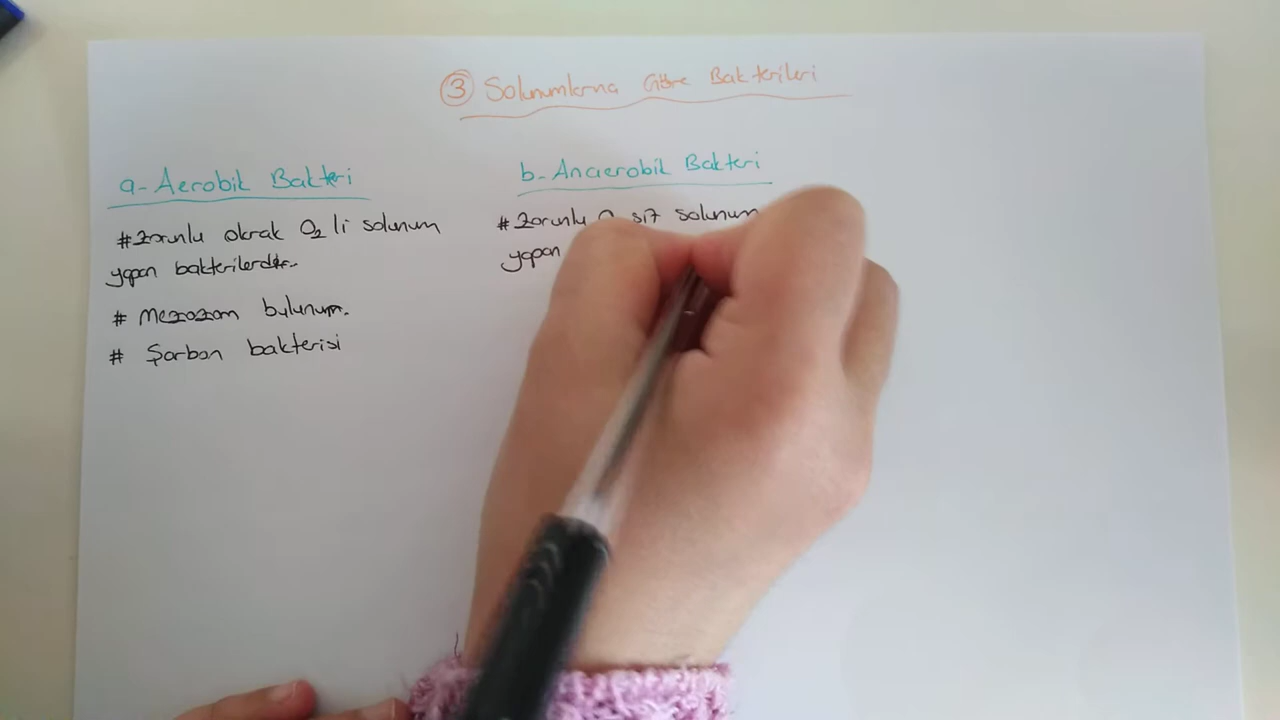 ③ Solunumlarına Göre Bakterileri
a- Aerobik Bakteri
# Zorunlu olarak O₂ li solunum
yapan bakterilerdir.
# Mezozom bulunur.
# Şarbon bakterisi
b- Anaerobik Bakteri
# Zorunlu siz solunum
yapan